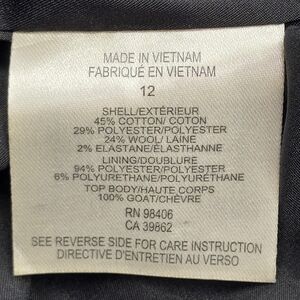 MADE IN VIETNAM
FABRIQUÉ EN VIETNAM
12
SHELL/EXTÉRIEUR
45% COTTON/ COTON
29% POLYESTER/POLYESTER
24% WOOL/ LAINE
2% ELASTANE/ÉLASTHANNE
LINING/DOUBLURE
94% POLYESTER/POLYESTER
6% POLYURETHANE/POLYURÉTHANE
TOP BODY/HAUTE CORPS
100% GOAT/CHÈVRE
RN 98406
CA 39862
SEE REVERSE SIDE FOR CARE INSTRUCTION
DIRECTIVE D'ENTRETIEN AU VERSO